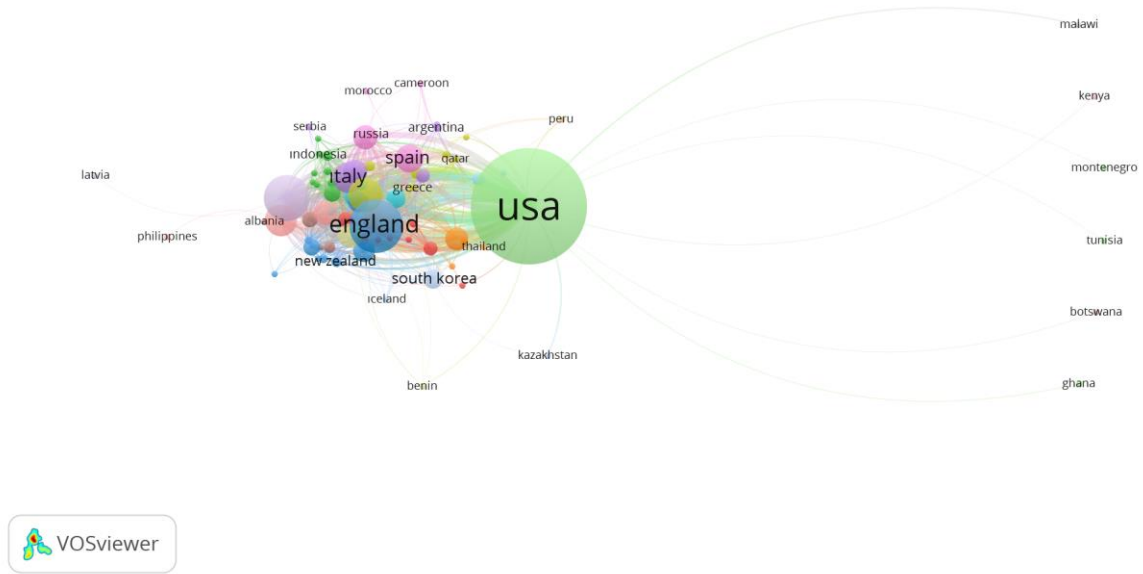 malawi
cameroon
morocco
kenya
peru
serbia
russia
argentina
indonesia
spain
qatar
montenegro
latvia
italy
greece
usa
albania
england
philippines
thailand
tunisia
new zealand
south korea
iceland
botswana
kazakhstan
benin
ghana
VOSviewer